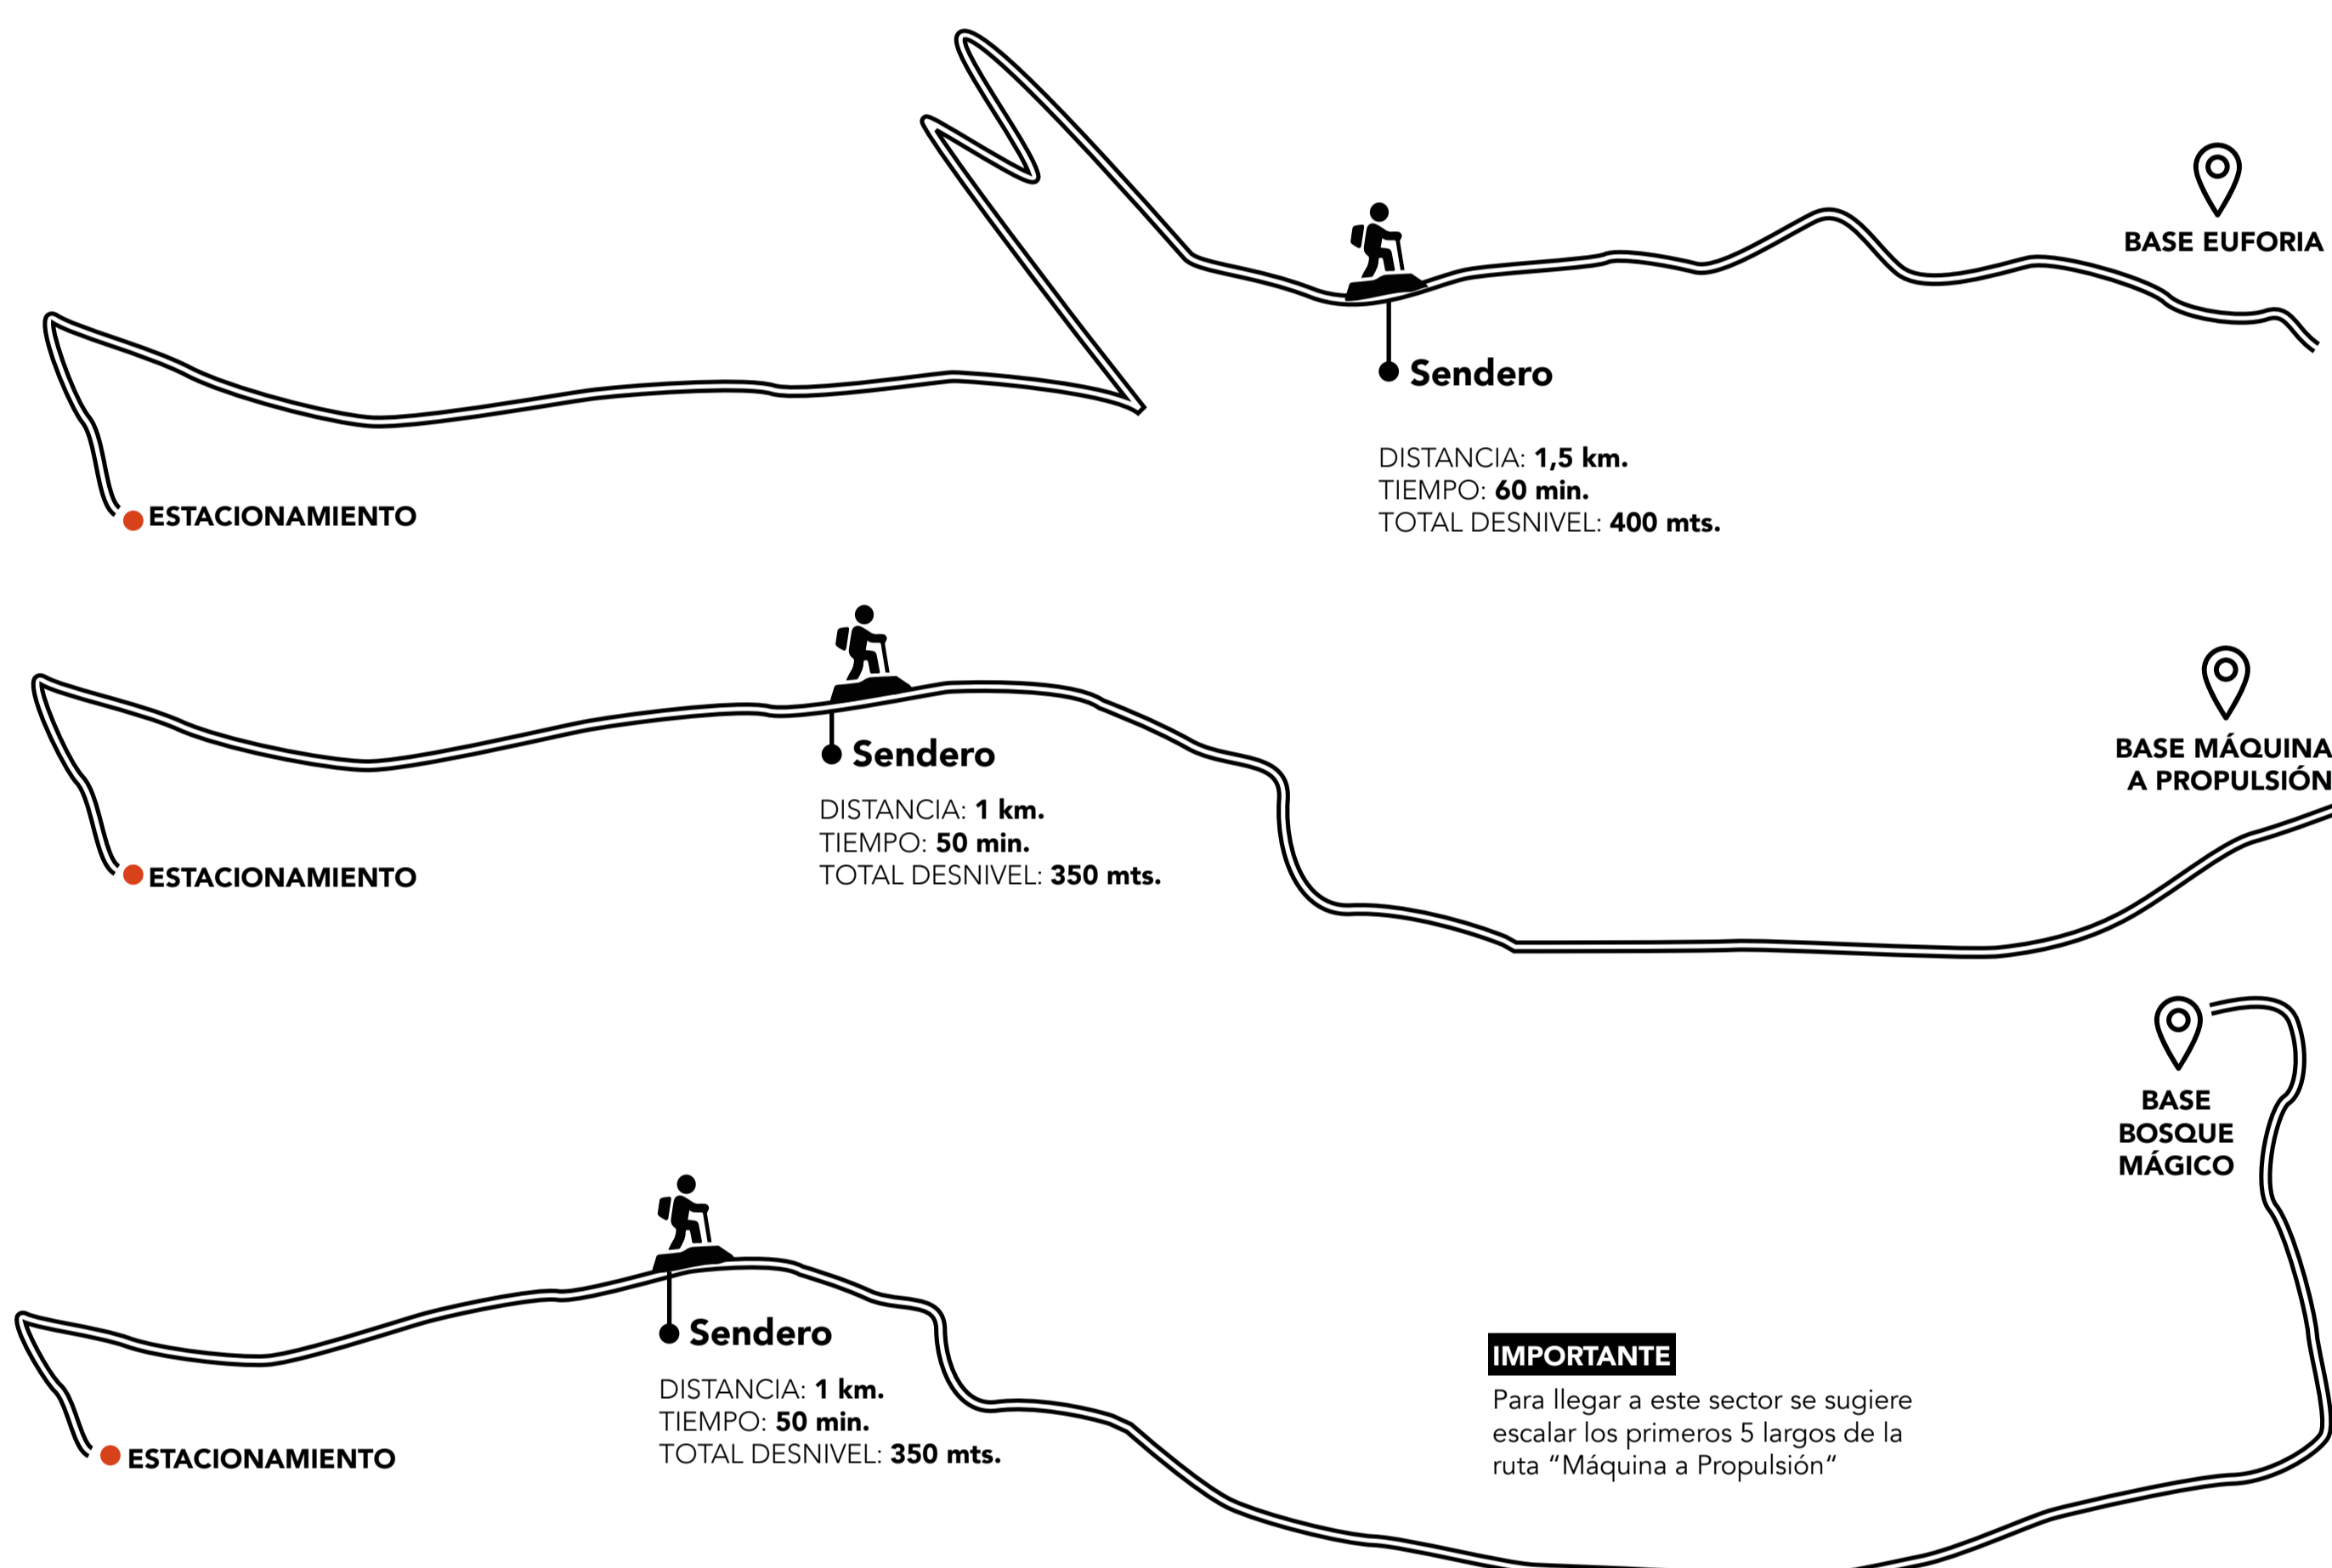 BASE EUFORIA
Sendero
DISTANCIA: 1,5 km.
TIEMPO: 60 min.
TOTAL DESNIVEL: 400 mts.
ESTACIONAMIENTO
BASE MÁQUINA
A PROPULSIÓN
Sendero
DISTANCIA: 1 km.
TIEMPO: 50 min.
TOTAL DESNIVEL: 350 mts.
ESTACIONAMIENTO
BASE
BOSQUE
MÁGICO
Sendero
DISTANCIA: 1 km.
TIEMPO: 50 min.
TOTAL DESNIVEL: 350 mts.
ESTACIONAMIENTO
IMPORTANTE
Para llegar a este sector se sugiere
escalar los primeros 5 largos de la
ruta “Máquina a Propulsión“